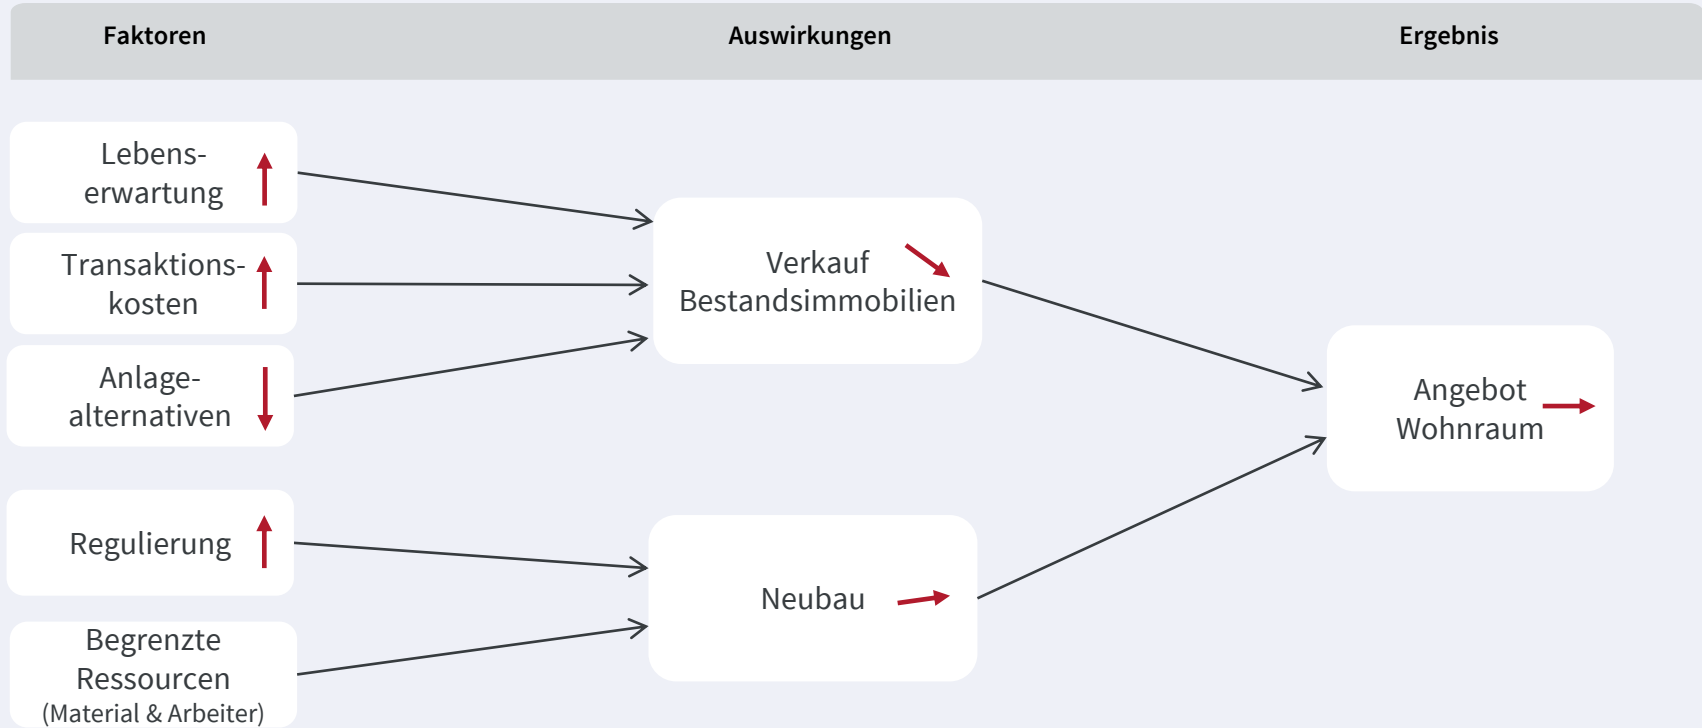 Faktoren
Auswirkungen
Ergebnis
Lebens-
erwartung
Transaktions-
kosten
Anlage-
alternativen
Regulierung
Begrenzte
Ressourcen
(Material & Arbeiter)
Verkauf
Bestandsimmobilien
Neubau
Angebot
Wohnraum